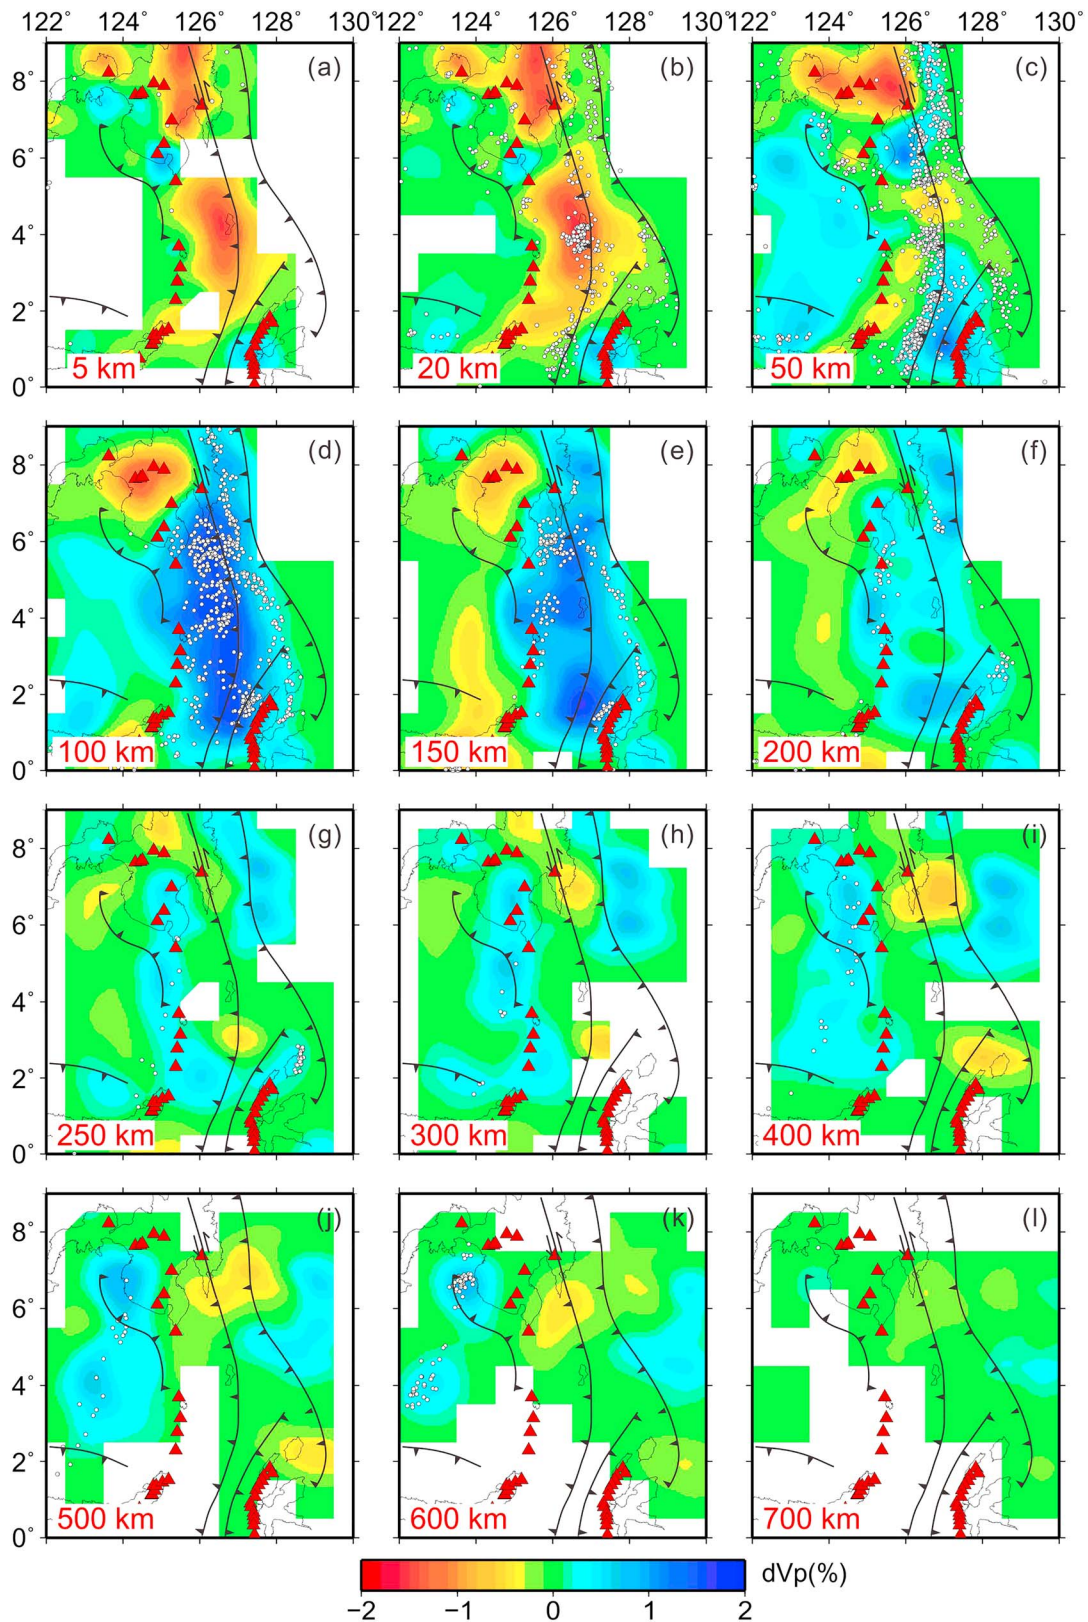 122° 124° 126° 128° 130° 122° 124° 126° 128° 130° 122° 124° 126° 128° 130°
(a) (b) (c)
8°
6°
4°
2°
0°
5 km 20 km 50 km
(d) (e) (f)
8°
6°
4°
2°
0°
100 km 150 km 200 km
(g) (h) (i)
8°
6°
4°
2°
0°
250 km 300 km 400 km
(j) (k) (l)
8°
6°
4°
2°
0°
500 km 600 km 700 km
dVp(%)
−2 −1 0 1 2